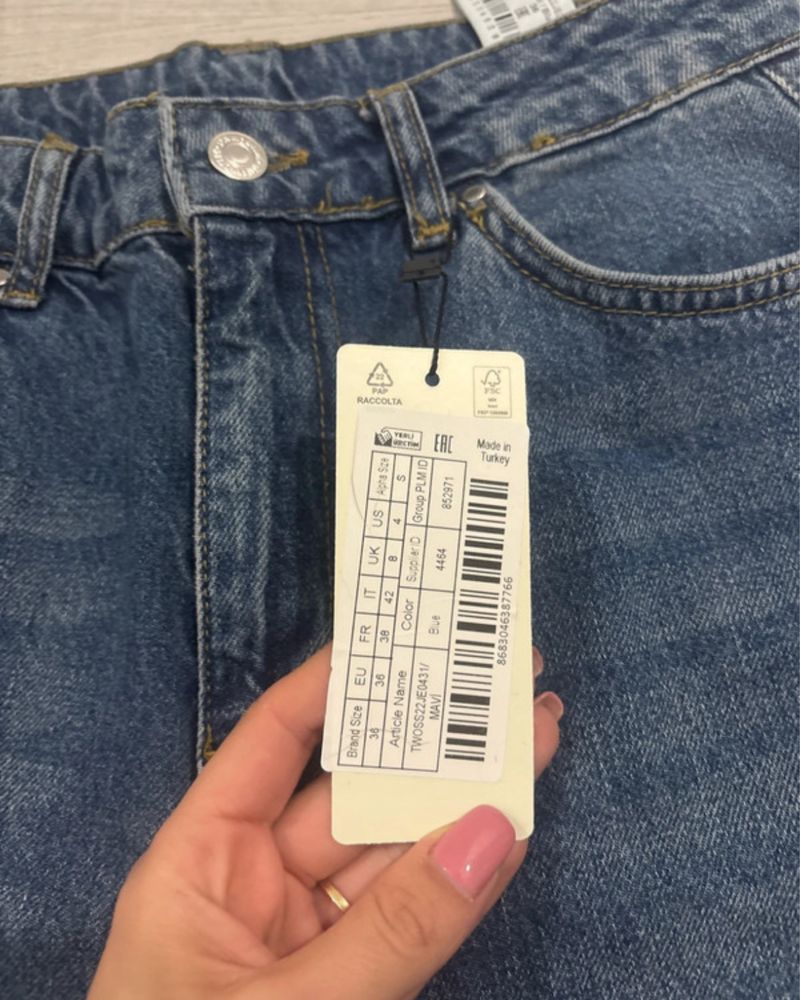 22
PAP
RACCOLTA
FSC
MIX
YERLİ
ÜRETİM
EAC
Made in
Turkey
Brand Size EU FR IT UK US Alpha Size
36 36 38 42 8 4 S
Article Name Color Supplier ID Group PLM ID
TWOSS22JE0431/
MAVİ
Blue 4464 852971
8683046387766